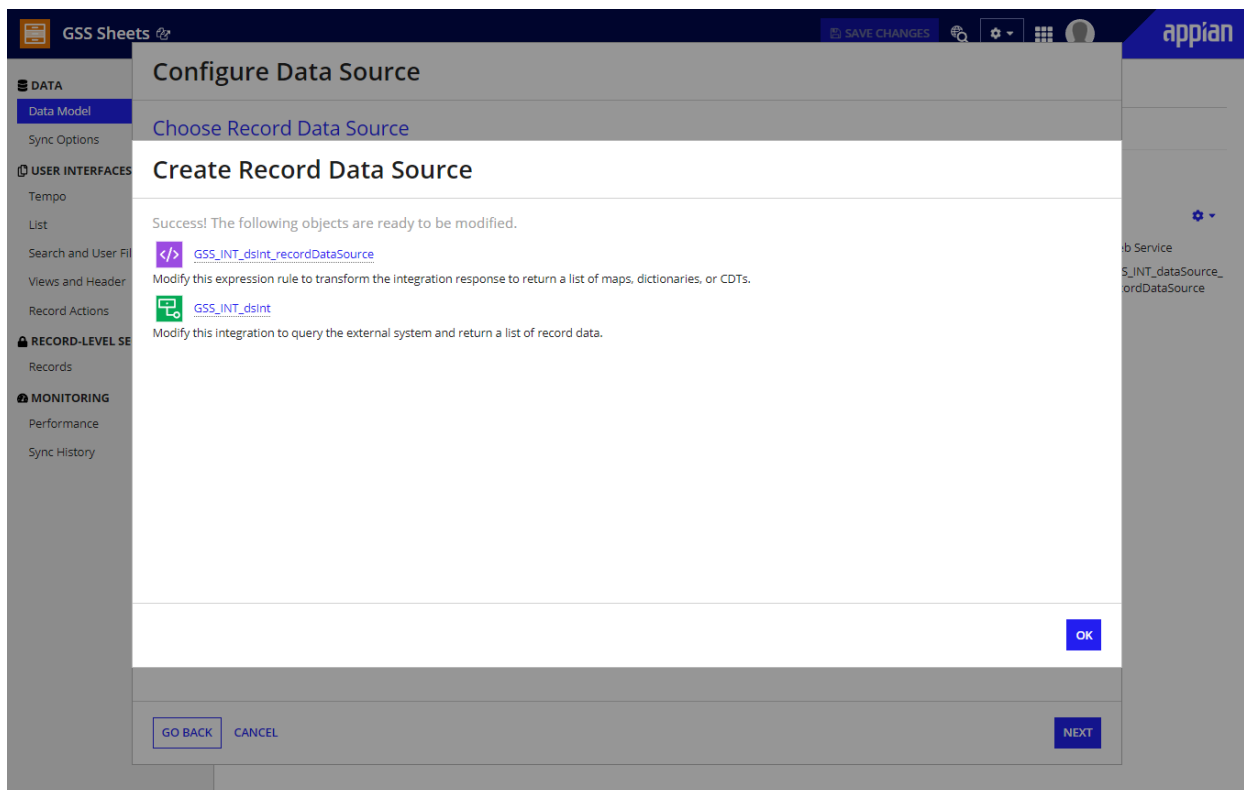 GSS Sheets
SAVE CHANGES
appian
DATA
Data Model
Sync Options
USER INTERFACES
Tempo
List
Search and User Fil
Views and Header
Record Actions
RECORD-LEVEL SE
Records
MONITORING
Performance
Sync History
Configure Data Source
Choose Record Data Source
Create Record Data Source
Success! The following objects are ready to be modified.
</> GSS_INT_dsInt_recordDataSource
Modify this expression rule to transform the integration response to return a list of maps, dictionaries, or CDTs.
GSS_INT_dsInt
Modify this integration to query the external system and return a list of record data.
OK
GO BACK CANCEL NEXT
b Service
S_INT_dataSource_
ordDataSource